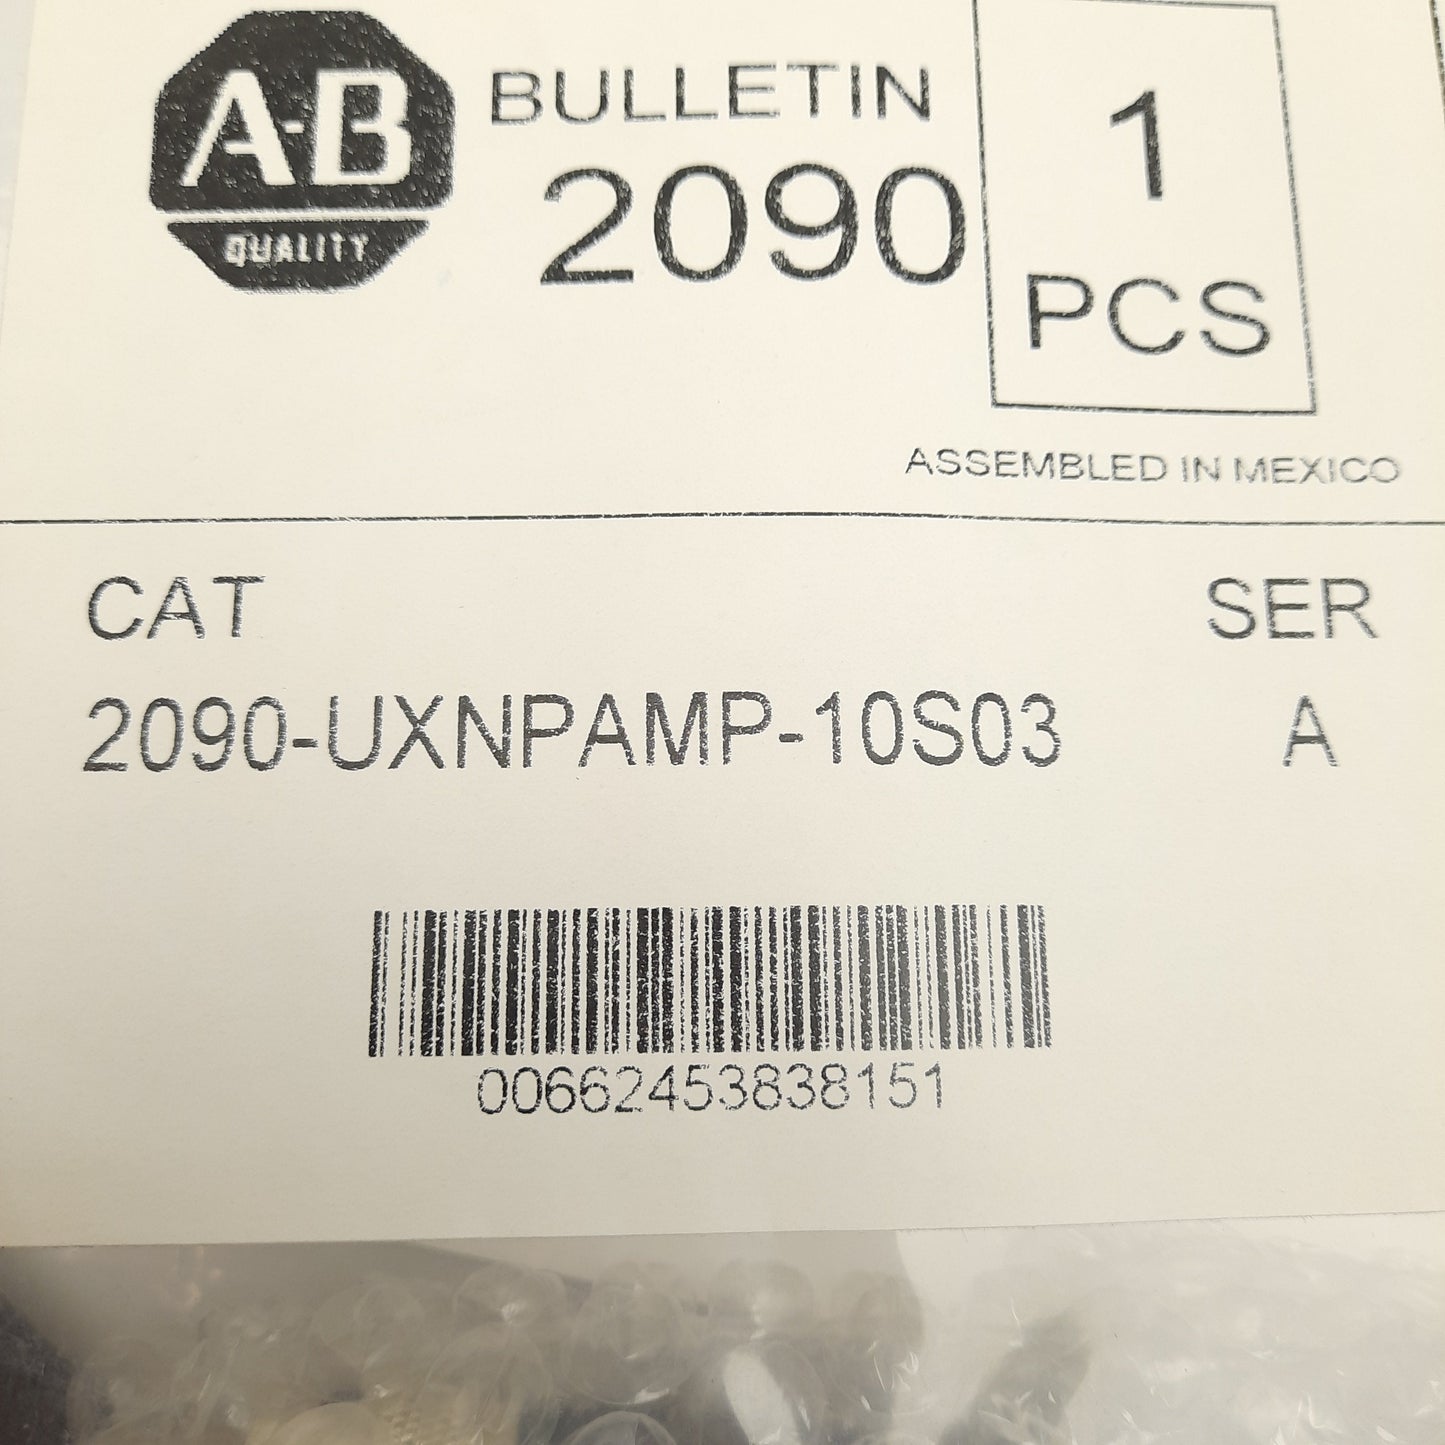 A-B
QUALITY
BULLETIN
2090
1
PCS
ASSEMBLED IN MEXICO
CAT
SER
2090-UXNPAMP-10S03
A
00662453838151